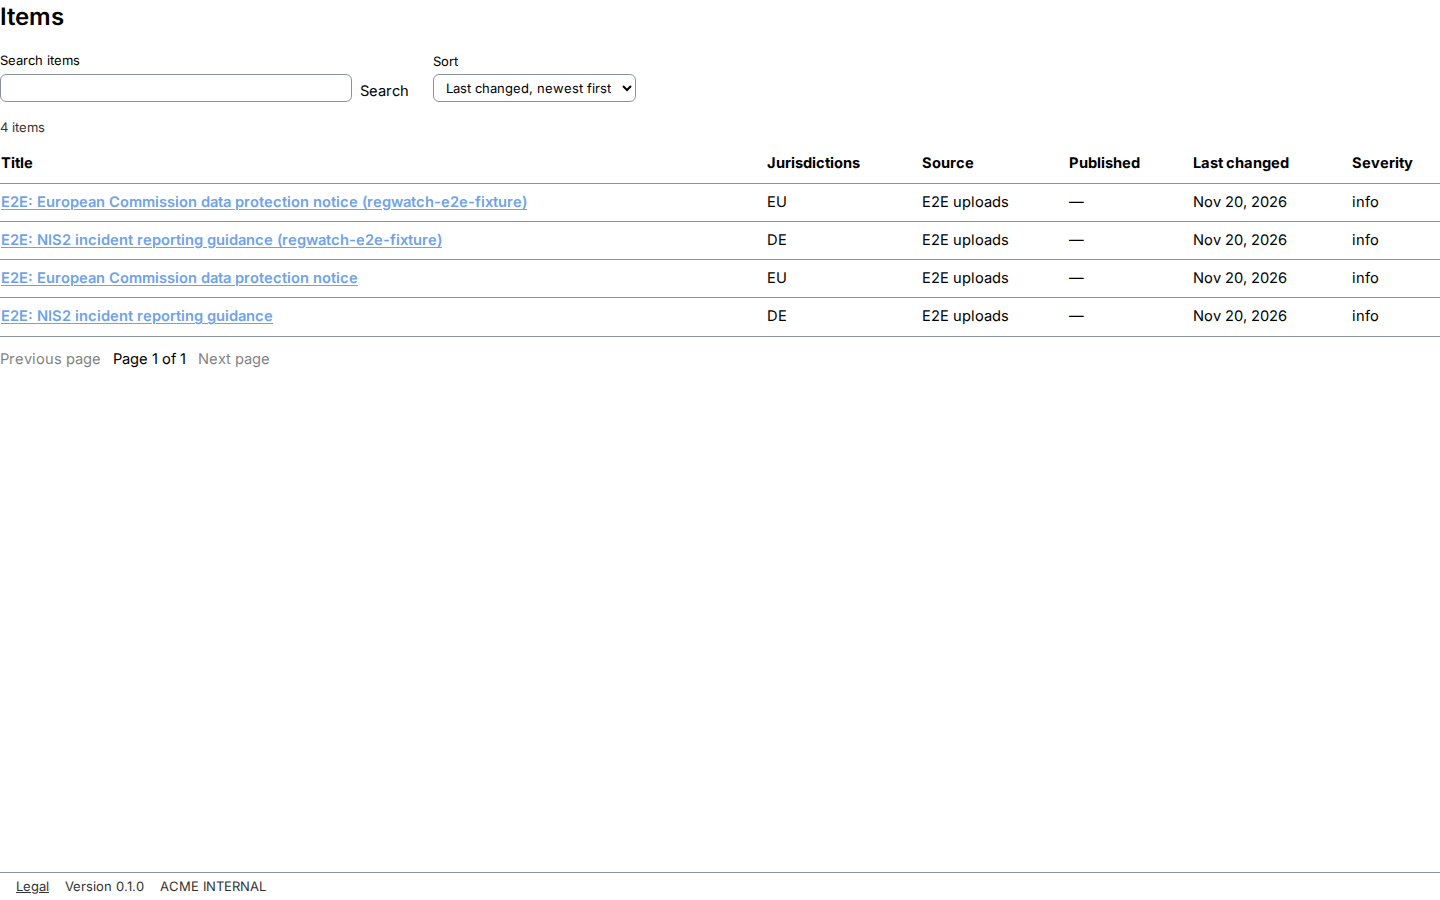 Items
Search items
Sort
Search
Last changed, newest first
4 items
Title Jurisdictions Source Published Last changed Severity
E2E: European Commission data protection notice (regwatch-e2e-fixture) EU E2E uploads — Nov 20, 2026 info
E2E: NIS2 incident reporting guidance (regwatch-e2e-fixture) DE E2E uploads — Nov 20, 2026 info
E2E: European Commission data protection notice EU E2E uploads — Nov 20, 2026 info
E2E: NIS2 incident reporting guidance DE E2E uploads — Nov 20, 2026 info
Previous page Page 1 of 1 Next page
Legal Version 0.1.0 ACME INTERNAL